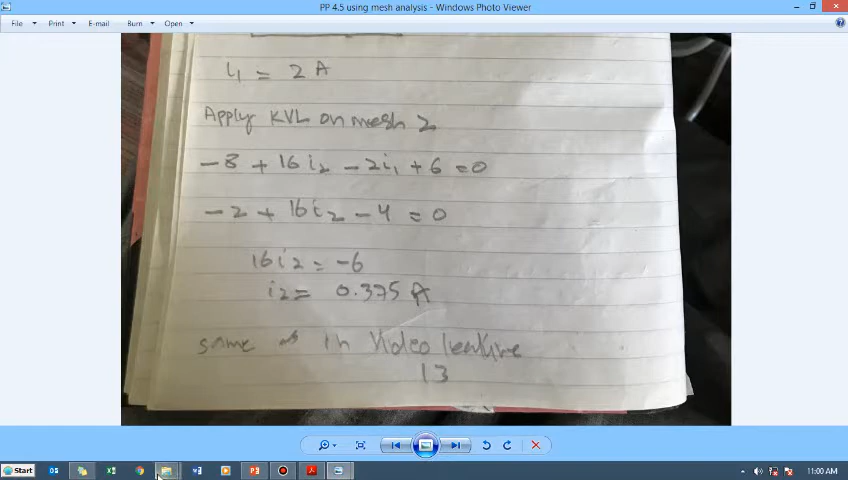 PP 4.5 using mesh analysis - Windows Photo Viewer
File Print E-mail Burn Open
i₁ = 2 A
Apply KVL on mesh 2
-8 + 16i₂ - 2i₁ + 6 = 0
-2 + 16i₂ - 4 = 0
16i₂ = -6
i₂ = 0.375 A
same as in video lecture
13
Start
11:00 AM